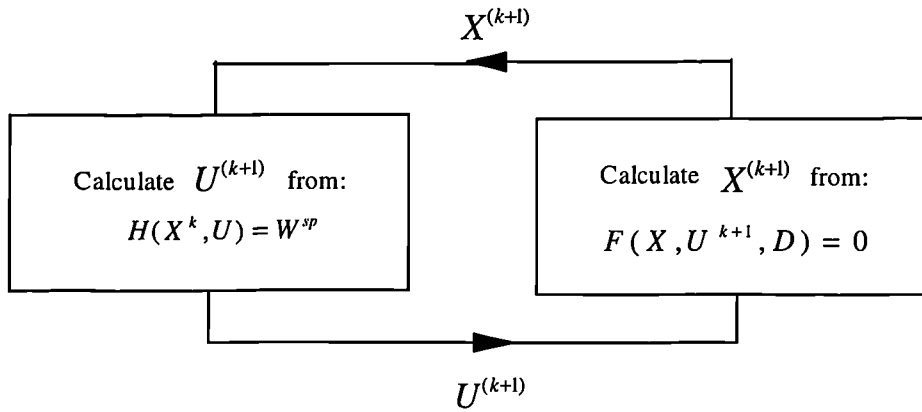 X^{(k+1)}
Calculate U^{(k+1)} from:
H(X^k, U) = W^{sp}
Calculate X^{(k+1)} from:
F(X, U^{k+1}, D) = 0
U^{(k+1)}